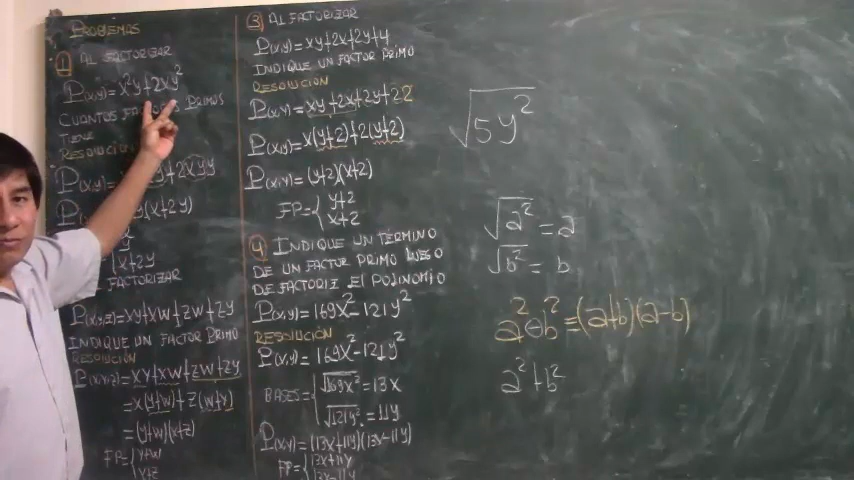 PROBLEMAS
1 AL FACTORIZAR
P(x,y)= x²y+2xy²
CUANTOS FACTORES PRIMOS
TIENE
RESOLUCIÓN
P(x,y)= y+2xyy
(x+2y)
y
x+2y
FACTORIZAR
P(x,y,z)=xy+xw+zw+zy
INDIQUE UN FACTOR PRIMO
RESOLUCIÓN
P(x,y,z)=xy+xw+zw+zy
=x(y+w)+z(w+y)
=(y+w)(x+z)
FP={y+w
x+z
3 AL FACTORIZAR
P(x,y)=xy+2x+2y+4
INDIQUE UN FACTOR PRIMO
RESOLUCIÓN
P(x,y)=xy+2x+2y+22
P(x,y)=x(y+2)+2(y+2)
P(x,y)=(y+2)(x+2)
FP={y+2
x+2
4 INDIQUE UN TÉRMINO
DE UN FACTOR PRIMO LUEGO
DE FACTORIZ EL POLINOMIO
P(x,y)=169x²-121y²
RESOLUCIÓN
P(x,y)=169x²-121y²
BASES={√169x²=13x
√121y²=11y
P(x,y)=(13x+11y)(13x-11y)
FP={13x+11y
13x-11y
√5y²
√a²=a
√b²=b
a²⊖b²=(a+b)(a-b)
a²+b²